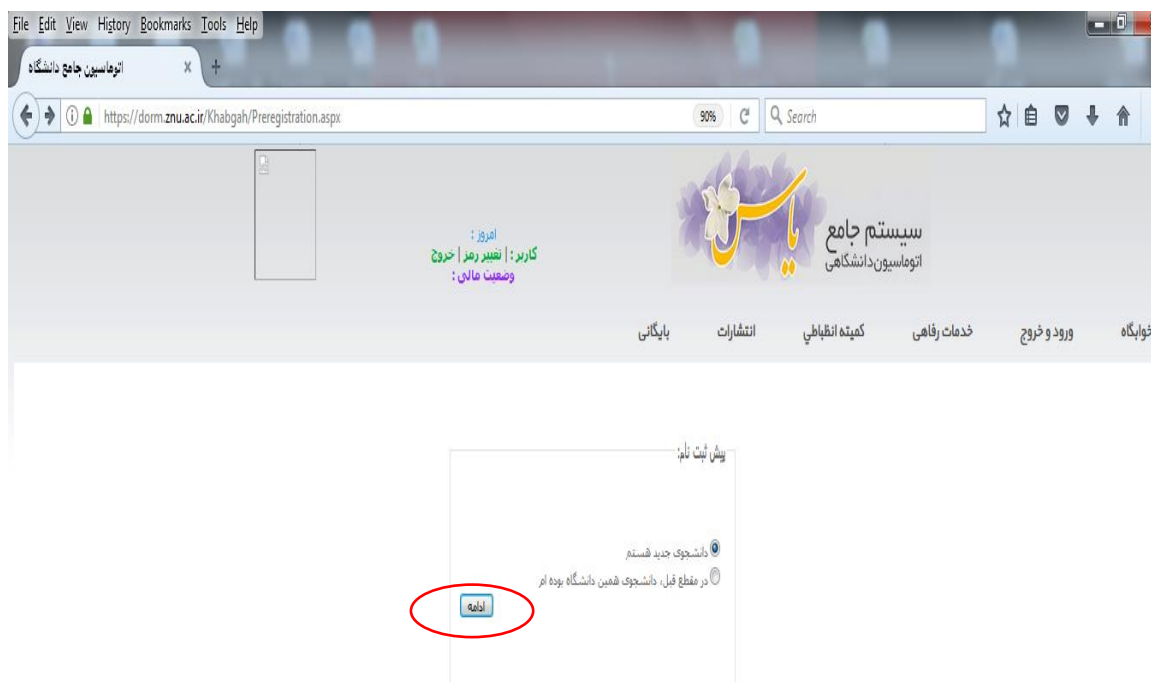 File Edit View History Bookmarks Tools Help
اتوماسیون جامع دانشگاه × +
https://dorm.znu.ac.ir/Khabgah/Preregistration.aspx 90% Search
یاس
سیستم جامع
اتوماسیون دانشگاهی
امروز :
کاربر : | تغییر رمز | خروج
وضعیت مالی :
خوابگاه ورود و خروج خدمات رفاهی کمیته انظباطي انتشارات بایگانی
پیش ثبت نام:
دانشجوی جدید هستم
در مقطع قبل، دانشجوی همین دانشگاه بوده ام
ادامه